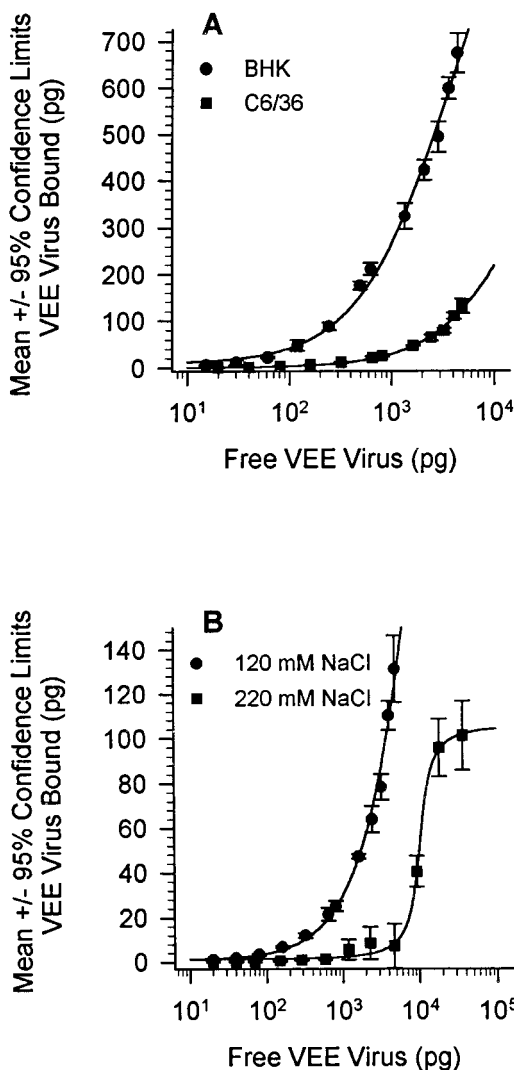 A
BHK
C6/36
Mean +/- 95% Confidence Limits
VEE Virus Bound (pg)
700
600
500
400
300
200
100
0
10¹ 10² 10³ 10⁴
Free VEE Virus (pg)
B
120 mM NaCl
220 mM NaCl
Mean +/- 95% Confidence Limits
VEE Virus Bound (pg)
140
120
100
80
60
40
20
0
10¹ 10² 10³ 10⁴ 10⁵
Free VEE Virus (pg)